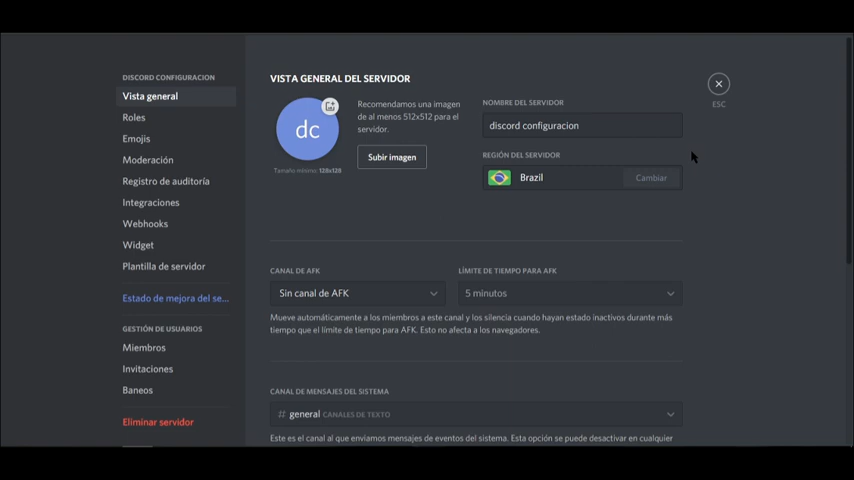 DISCORD CONFIGURACION
Vista general
Roles
Emojis
Moderación
Registro de auditoría
Integraciones
Webhooks
Widget
Plantilla de servidor
Estado de mejora del se...
GESTIÓN DE USUARIOS
Miembros
Invitaciones
Baneos
Eliminar servidor
VISTA GENERAL DEL SERVIDOR
dc
Tamaño mínimo: 128x128
Recomendamos una imagen
de al menos 512x512 para el
servidor.
Subir imagen
NOMBRE DEL SERVIDOR
discord configuracion
REGIÓN DEL SERVIDOR
Brazil
Cambiar
ESC
CANAL DE AFK
Sin canal de AFK
LÍMITE DE TIEMPO PARA AFK
5 minutos
Mueve automáticamente a los miembros a este canal y los silencia cuando hayan estado inactivos durante más
tiempo que el límite de tiempo para AFK. Esto no afecta a los navegadores.
CANAL DE MENSAJES DEL SISTEMA
# general CANALES DE TEXTO
Este es el canal al que enviamos mensajes de eventos del sistema. Esta opción se puede desactivar en cualquier